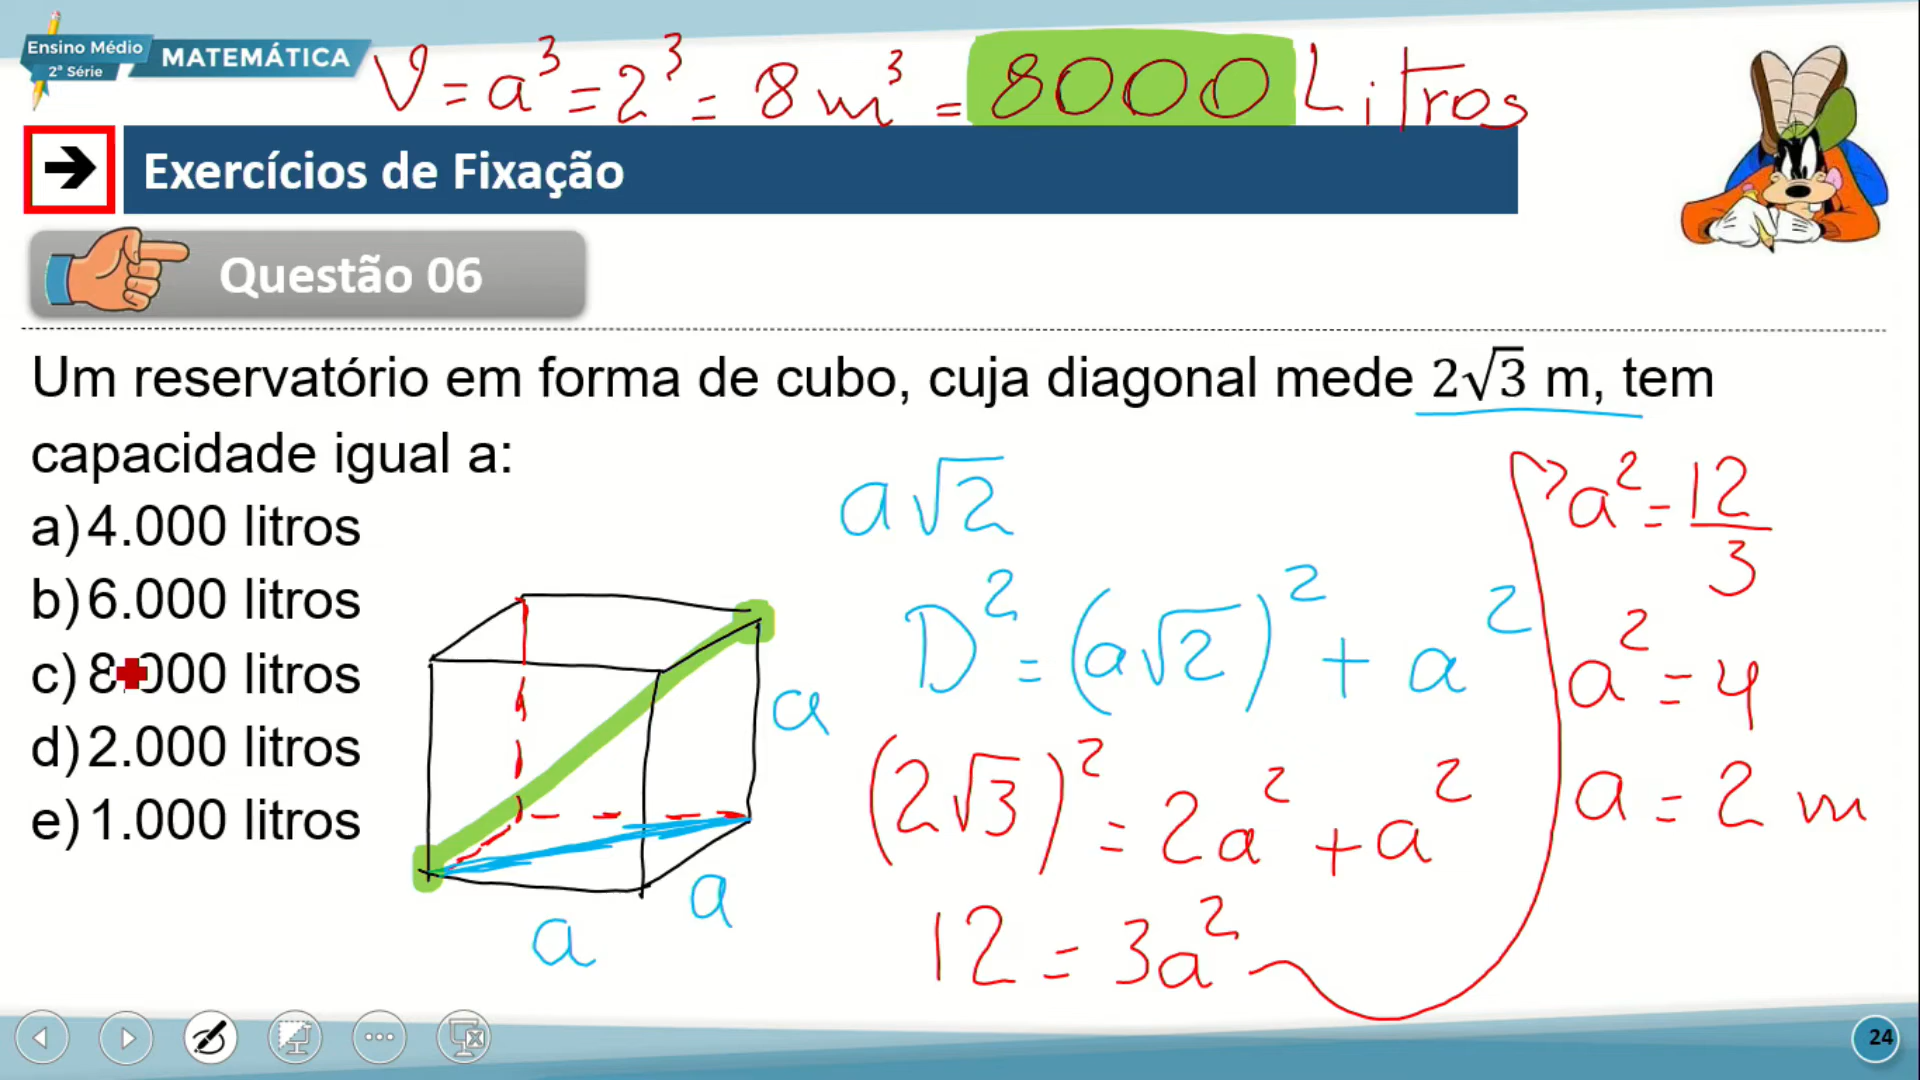 Ensino Médio
2ª Série
MATEMÁTICA
V = a³ = 2³ = 8 m³ = 8000 Litros
Exercícios de Fixação
Questão 06
Um reservatório em forma de cubo, cuja diagonal mede 2√3 m, tem
capacidade igual a:
a) 4.000 litros
b) 6.000 litros
c) 8.000 litros
d) 2.000 litros
e) 1.000 litros
a
a
a
a√2
D² = (a√2)² + a²
(2√3)² = 2a² + a²
12 = 3a²
a² = 12/3
a² = 4
a = 2 m
24